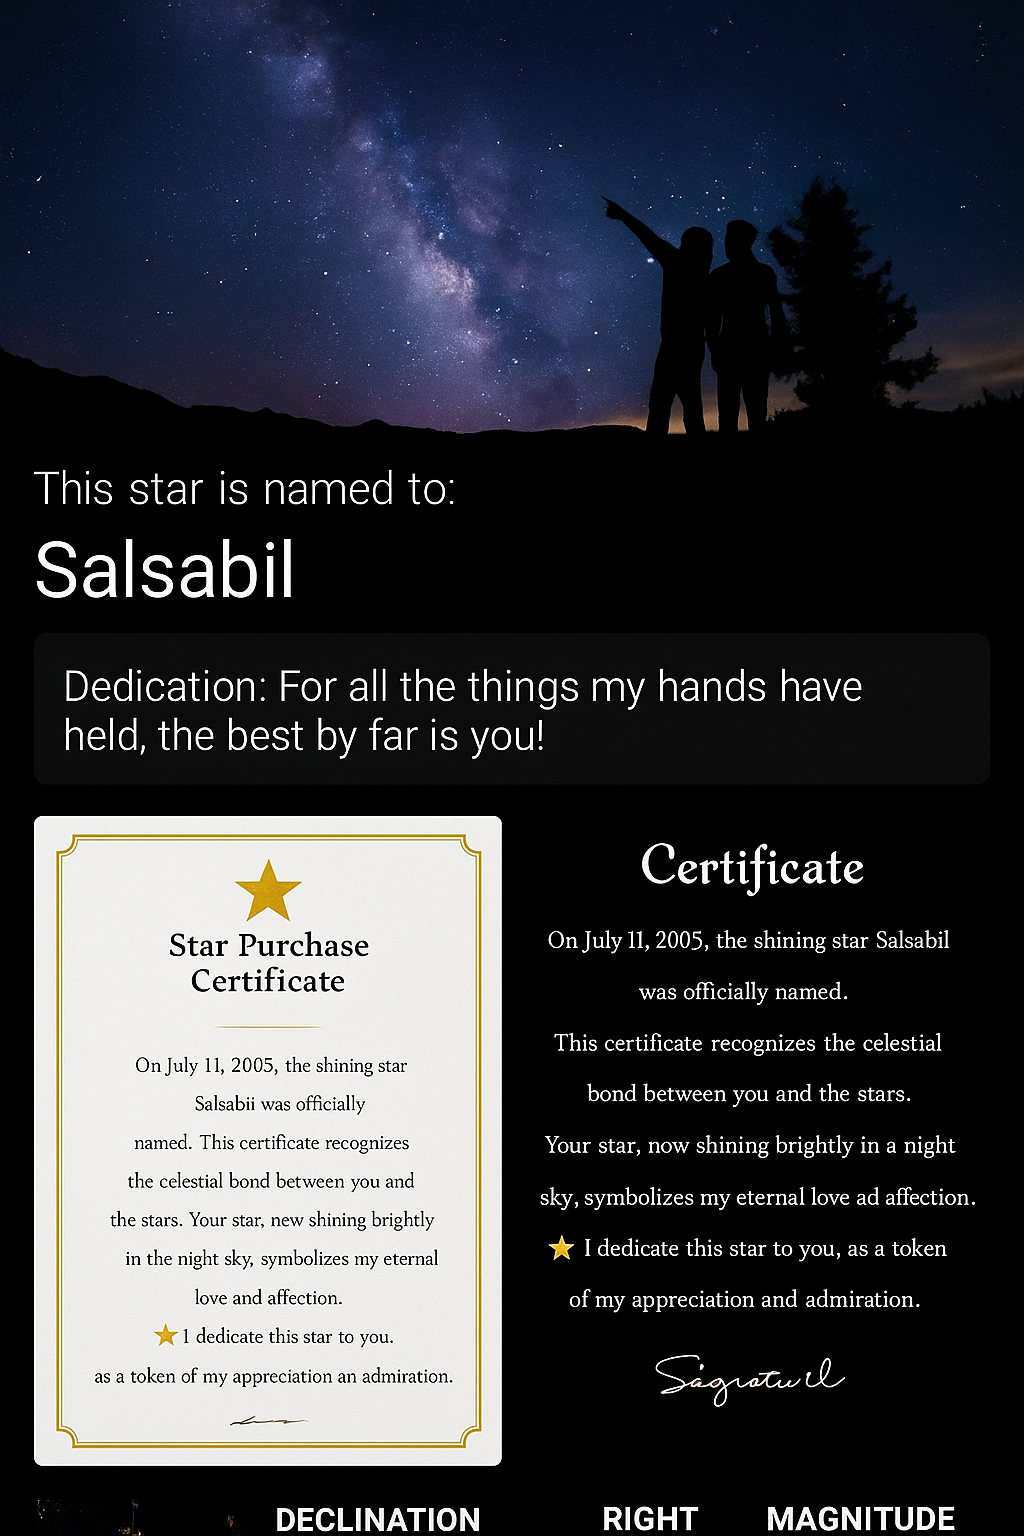 This star is named to:
Salsabil
Dedication: For all the things my hands have
held, the best by far is you!
Star Purchase
Certificate
On July 11, 2005, the shining star
Salsabii was officially
named. This certificate recognizes
the celestial bond between you and
the stars. Your star, new shining brightly
in the night sky, symbolizes my eternal
love and affection.
1 dedicate this star to you.
as a token of my appreciation an admiration.
Certificate
On July 11, 2005, the shining star Salsabil
was officially named.
This certificate recognizes the celestial
bond between you and the stars.
Your star, now shining brightly in a night
sky, symbolizes my eternal love ad affection.
I dedicate this star to you, as a token
of my appreciation and admiration.
DECLINATION
RIGHT
MAGNITUDE